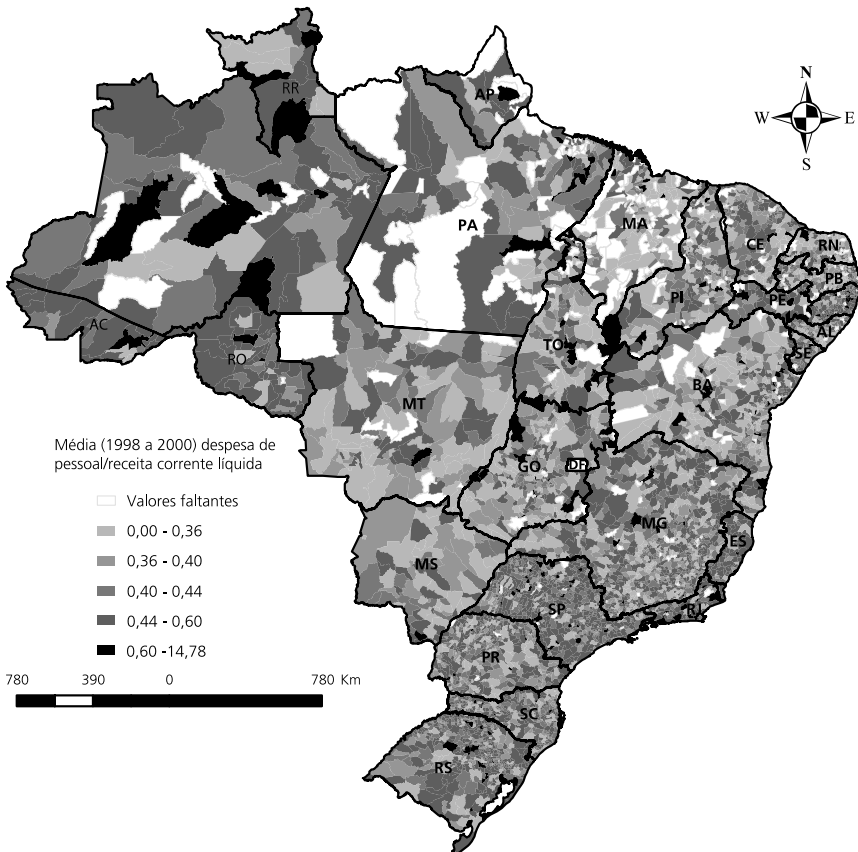 N
W
E
S
RR
AP
PA
MA
CE
RN
PB
PE
AL
SE
PI
AC
RO
TO
BA
MT
GO
DF
MG
ES
MS
SP
RJ
PR
SC
RS
Média (1998 a 2000) despesa de
pessoal/receita corrente líquida
Valores faltantes
0,00 - 0,36
0,36 - 0,40
0,40 - 0,44
0,44 - 0,60
0,60 -14,78
780 390 0 780 Km